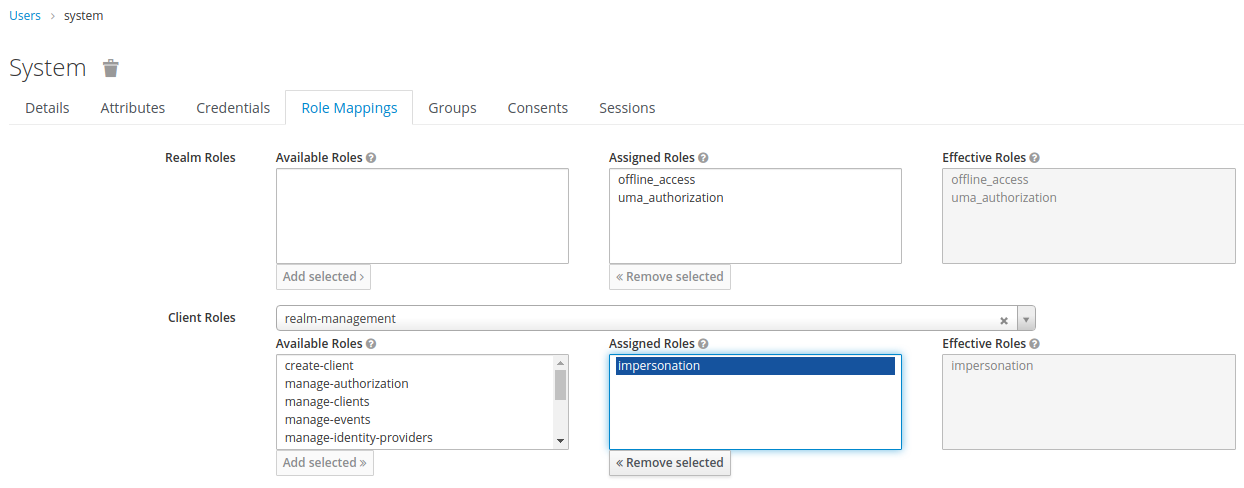 Users > system
System
Details Attributes Credentials Role Mappings Groups Consents Sessions
Realm Roles Available Roles ? Assigned Roles ? Effective Roles ?
offline_access offline_access
uma_authorization uma_authorization
Add selected › « Remove selected
Client Roles realm-management × ▾
Available Roles ? Assigned Roles ? Effective Roles ?
create-client impersonation impersonation
manage-authorization
manage-clients
manage-events
manage-identity-providers
Add selected » « Remove selected